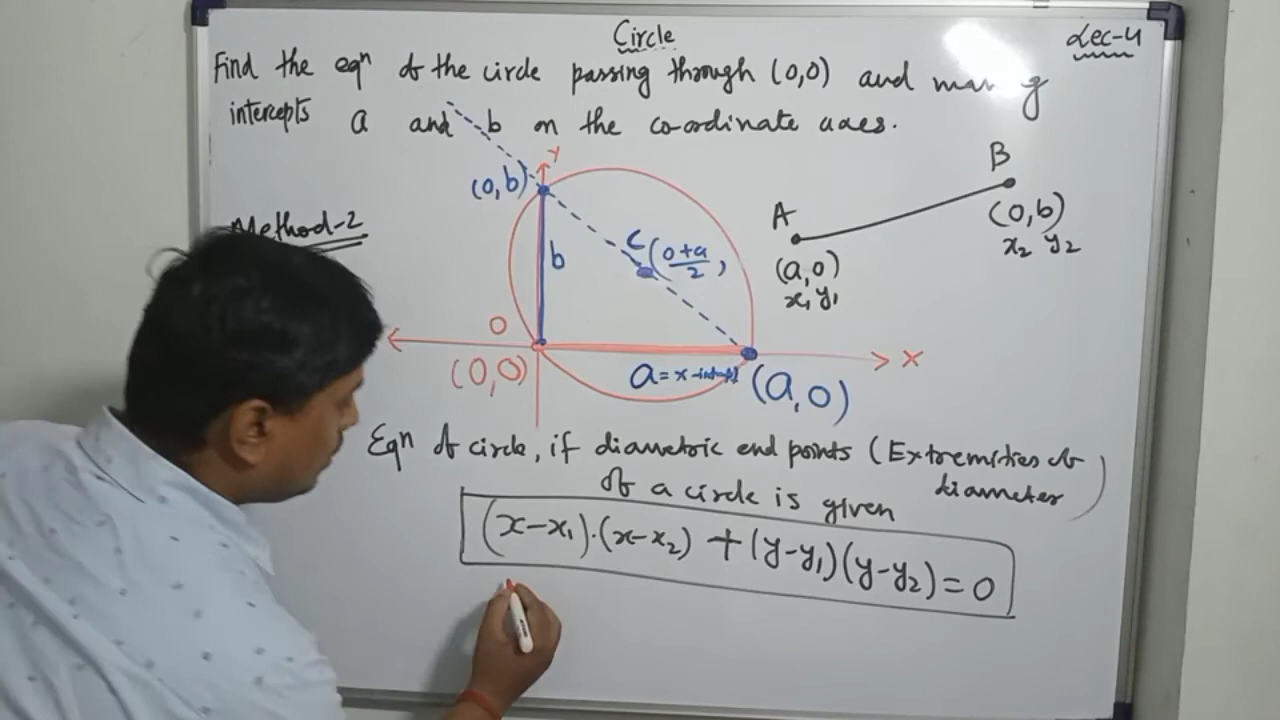 Circle
Lec-4
Find the eqn of the circle passing through (0,0) and
intercepts a and b on the co-ordinate axes.
Method-2
Y
(0,b)
b
C(0+a/2,
O
(0,0)
a = x-
(a,0)
X
A
(a,0)
x₁ y₁
B
(0,b)
x₂ y₂
Eqn of circle, if diametric end points (Extremities of
diameter)
of a circle is given
(x-x₁).(x-x₂) + (y-y₁)(y-y₂) = 0